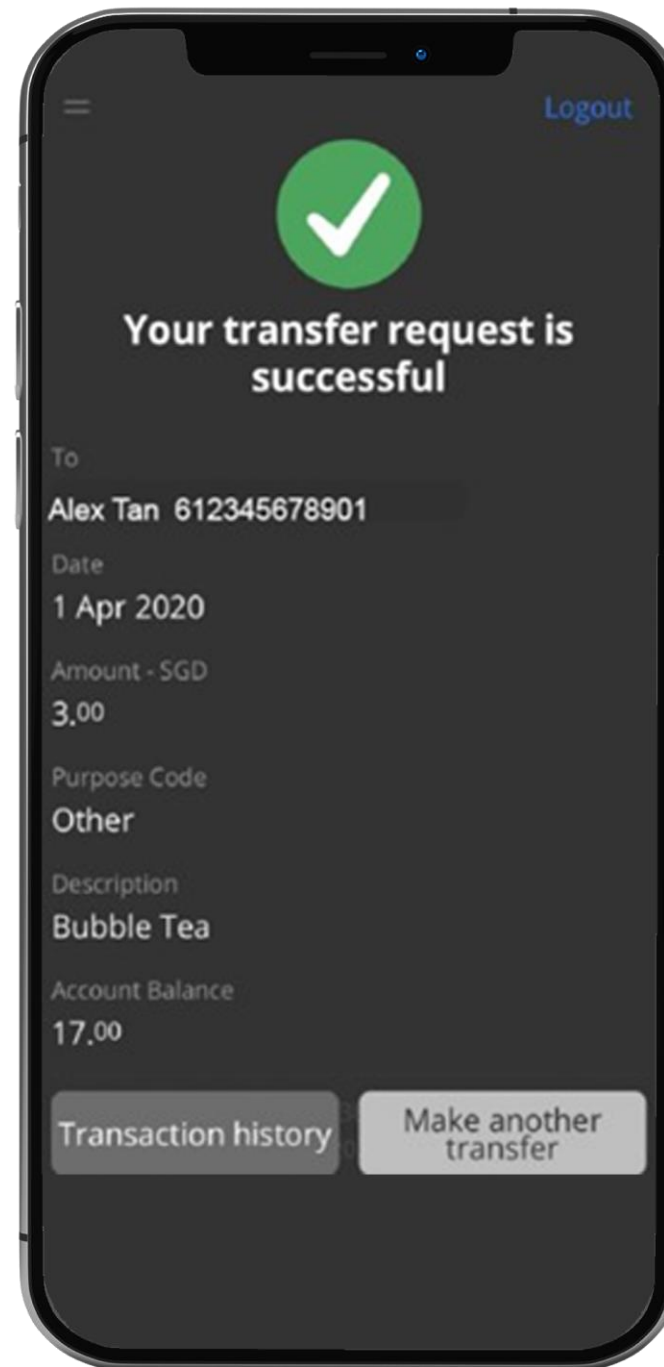 Logout
Your transfer request is
successful
To
Alex Tan 612345678901
Date
1 Apr 2020
Amount - SGD
3.00
Purpose Code
Other
Description
Bubble Tea
Account Balance
17.00
Transaction history
Make another
transfer